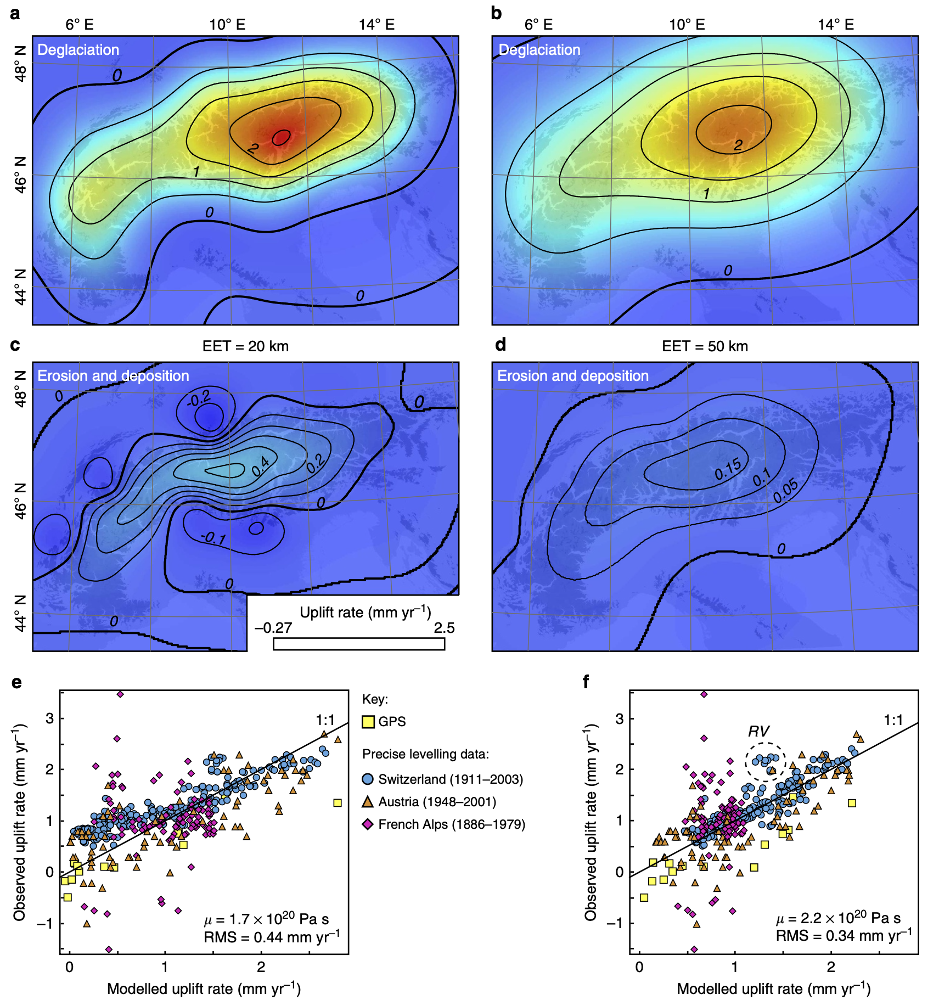 a
6° E 10° E 14° E
Deglaciation
48° N
46° N
44° N
0
2
1
0
0
b
6° E 10° E 14° E
Deglaciation
2
1
0
c
EET = 20 km
Erosion and deposition
48° N
46° N
44° N
0
-0.2
0
0.4
0.2
0
-0.1
0
0
Uplift rate (mm yr⁻¹)
−0.27 2.5
d
EET = 50 km
Erosion and deposition
0.15
0.1
0.05
0
e
Observed uplift rate (mm yr⁻¹)
3
2
1
0
−1
1:1
μ = 1.7 × 10²⁰ Pa s
RMS = 0.44 mm yr⁻¹
0 1 2
Modelled uplift rate (mm yr⁻¹)
Key:
GPS
Precise levelling data:
Switzerland (1911–2003)
Austria (1948–2001)
French Alps (1886–1979)
f
Observed uplift rate (mm yr⁻¹)
3
2
1
0
−1
RV
1:1
μ = 2.2 × 10²⁰ Pa s
RMS = 0.34 mm yr⁻¹
0 1 2
Modelled uplift rate (mm yr⁻¹)